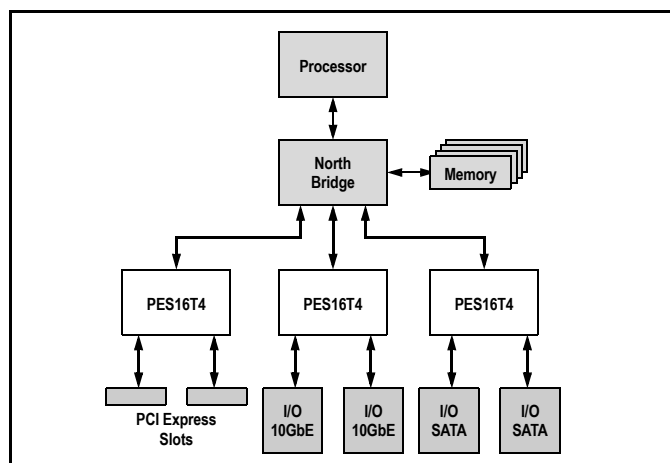 Processor
North
Bridge
Memory
PES16T4
PES16T4
PES16T4
PCI Express
Slots
I/O
10GbE
I/O
10GbE
I/O
SATA
I/O
SATA